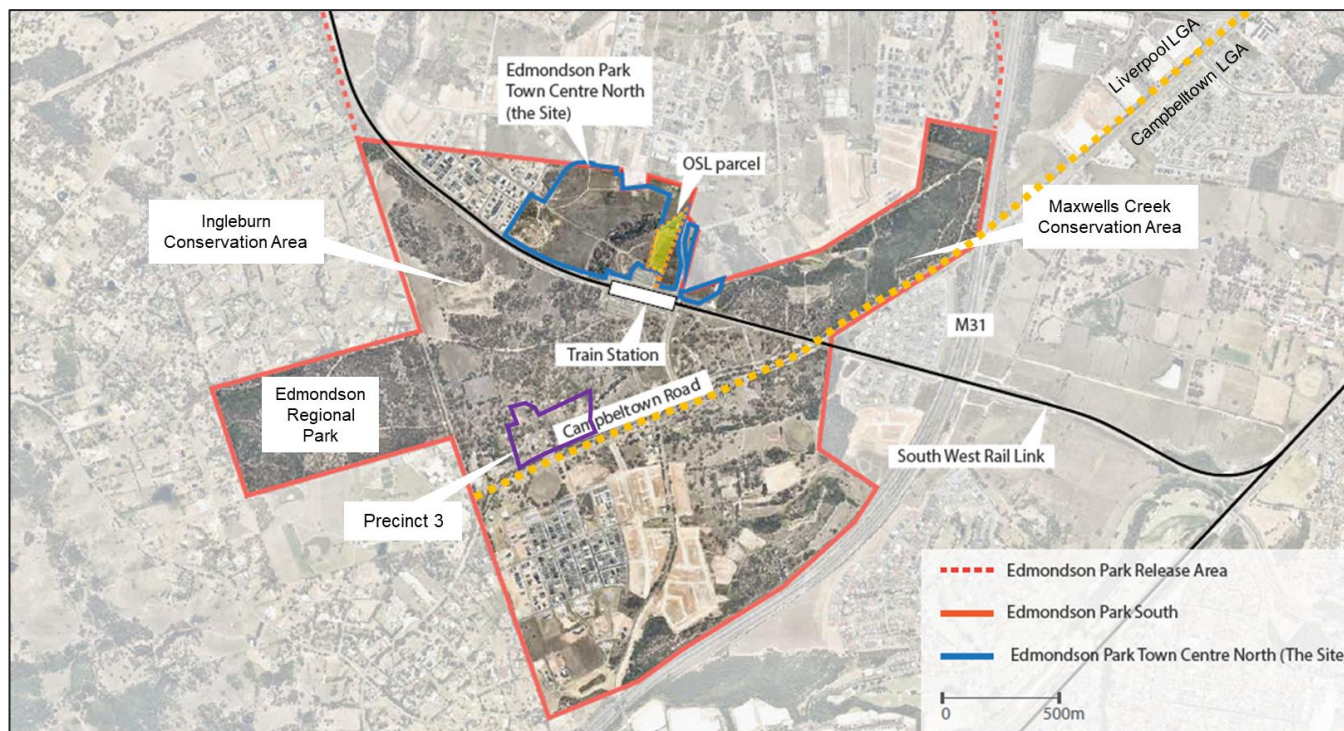 Liverpool LGA
Campbelltown LGA
Edmondson Park
Town Centre North
(the Site)
OSL parcel
Ingleburn
Conservation Area
Maxwells Creek
Conservation Area
M31
Train Station
Edmondson
Regional
Park
Campbeltown Road
South West Rail Link
Precinct 3
Edmondson Park Release Area
Edmondson Park South
Edmondson Park Town Centre North (The Site
0
500m